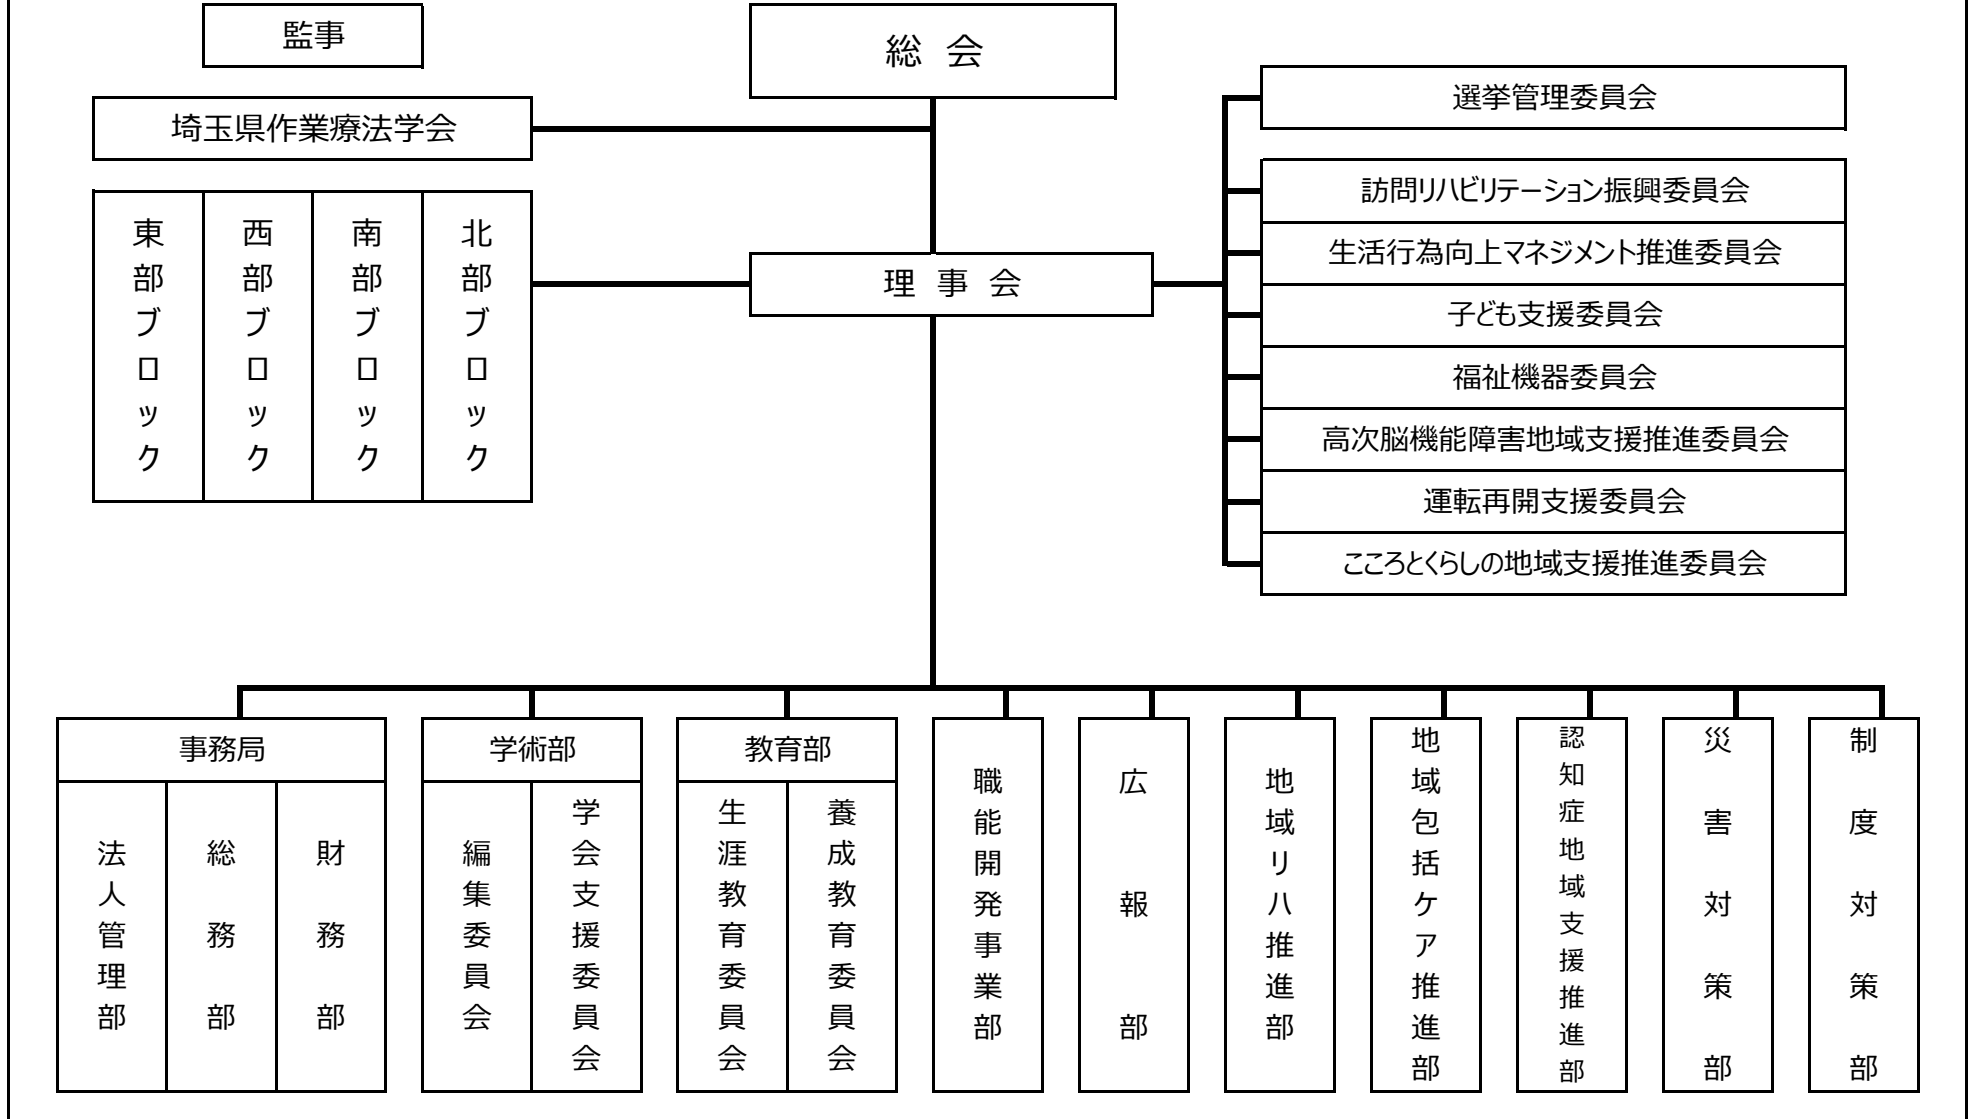 監事
総 会
埼玉県作業療法学会
選挙管理委員会
訪問リハビリテーション振興委員会
生活行為向上マネジメント推進委員会
子ども支援委員会
福祉機器委員会
高次脳機能障害地域支援推進委員会
運転再開支援委員会
こころとくらしの地域支援推進委員会
東部ブロック
西部ブロック
南部ブロック
北部ブロック
理 事 会
事務局
法人管理部
総務部
財務部
学術部
編集委員会
学会支援委員会
教育部
生涯教育委員会
養成教育委員会
職能開発事業部
広報部
地域リハ推進部
地域包括ケア推進部
認知症地域支援推進部
災害対策部
制度対策部